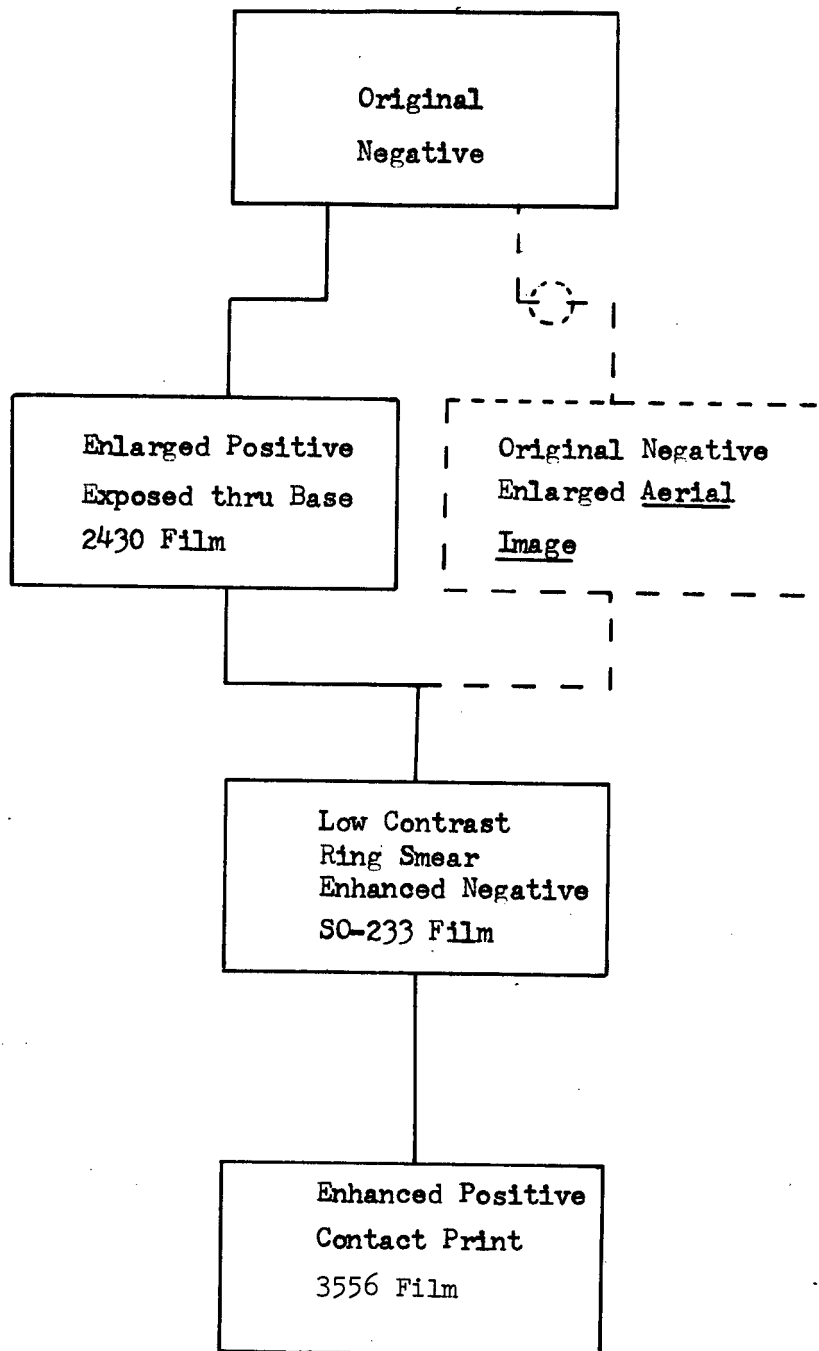 Original
Negative
Enlarged Positive
Exposed thru Base
2430 Film
Original Negative
Enlarged Aerial
Image
Low Contrast
Ring Smear
Enhanced Negative
SO-233 Film
Enhanced Positive
Contact Print
3556 Film